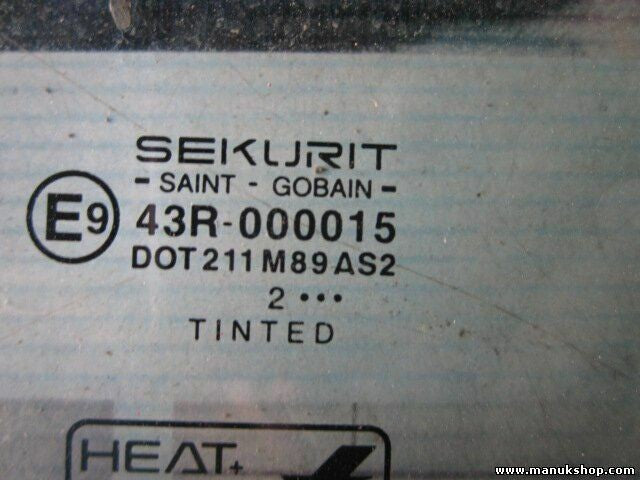 SEKURIT
- SAINT - GOBAIN -
E9 43R-000015
DOT 211 M89 AS2
2 •••
TINTED
HEAT+
www.manukshop.com